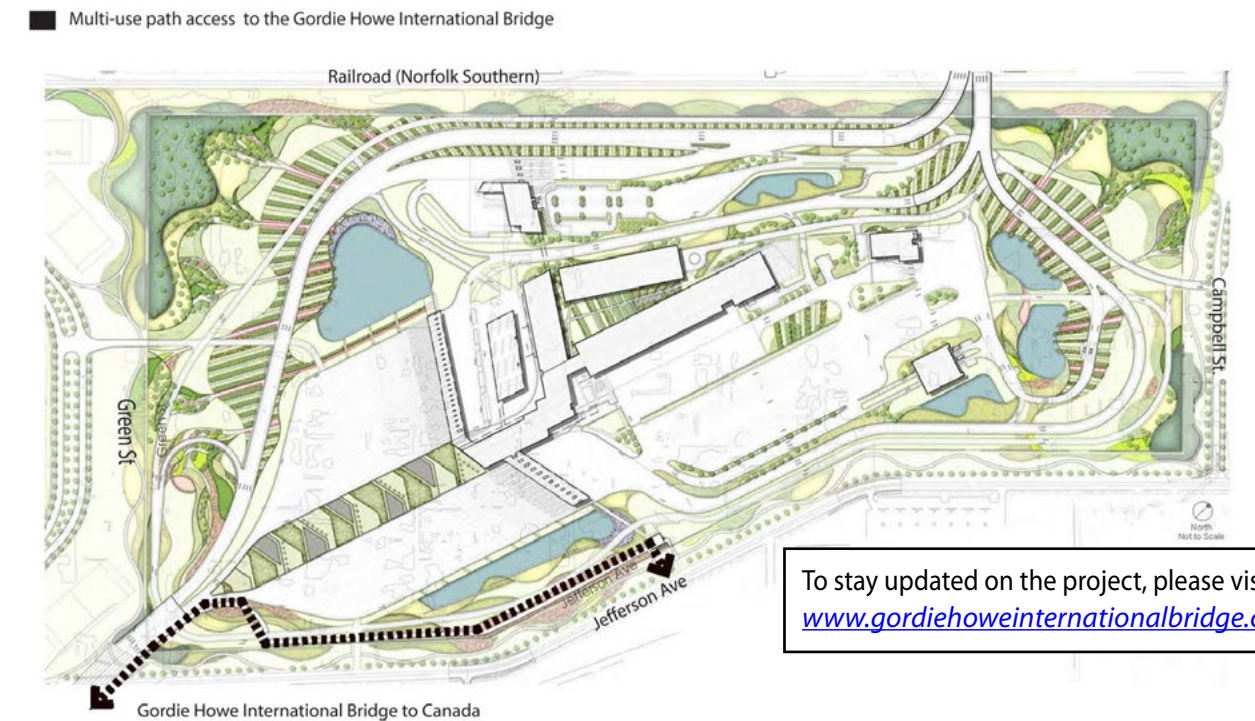 Multi-use path access to the Gordie Howe International Bridge
Railroad (Norfolk Southern)
Campbell St.
Green St
Green St
North
Not to Scale
Jefferson Ave
Jefferson Ave
To stay updated on the project, please vis
www.gordiehoweinternationalbridge.c
Gordie Howe International Bridge to Canada